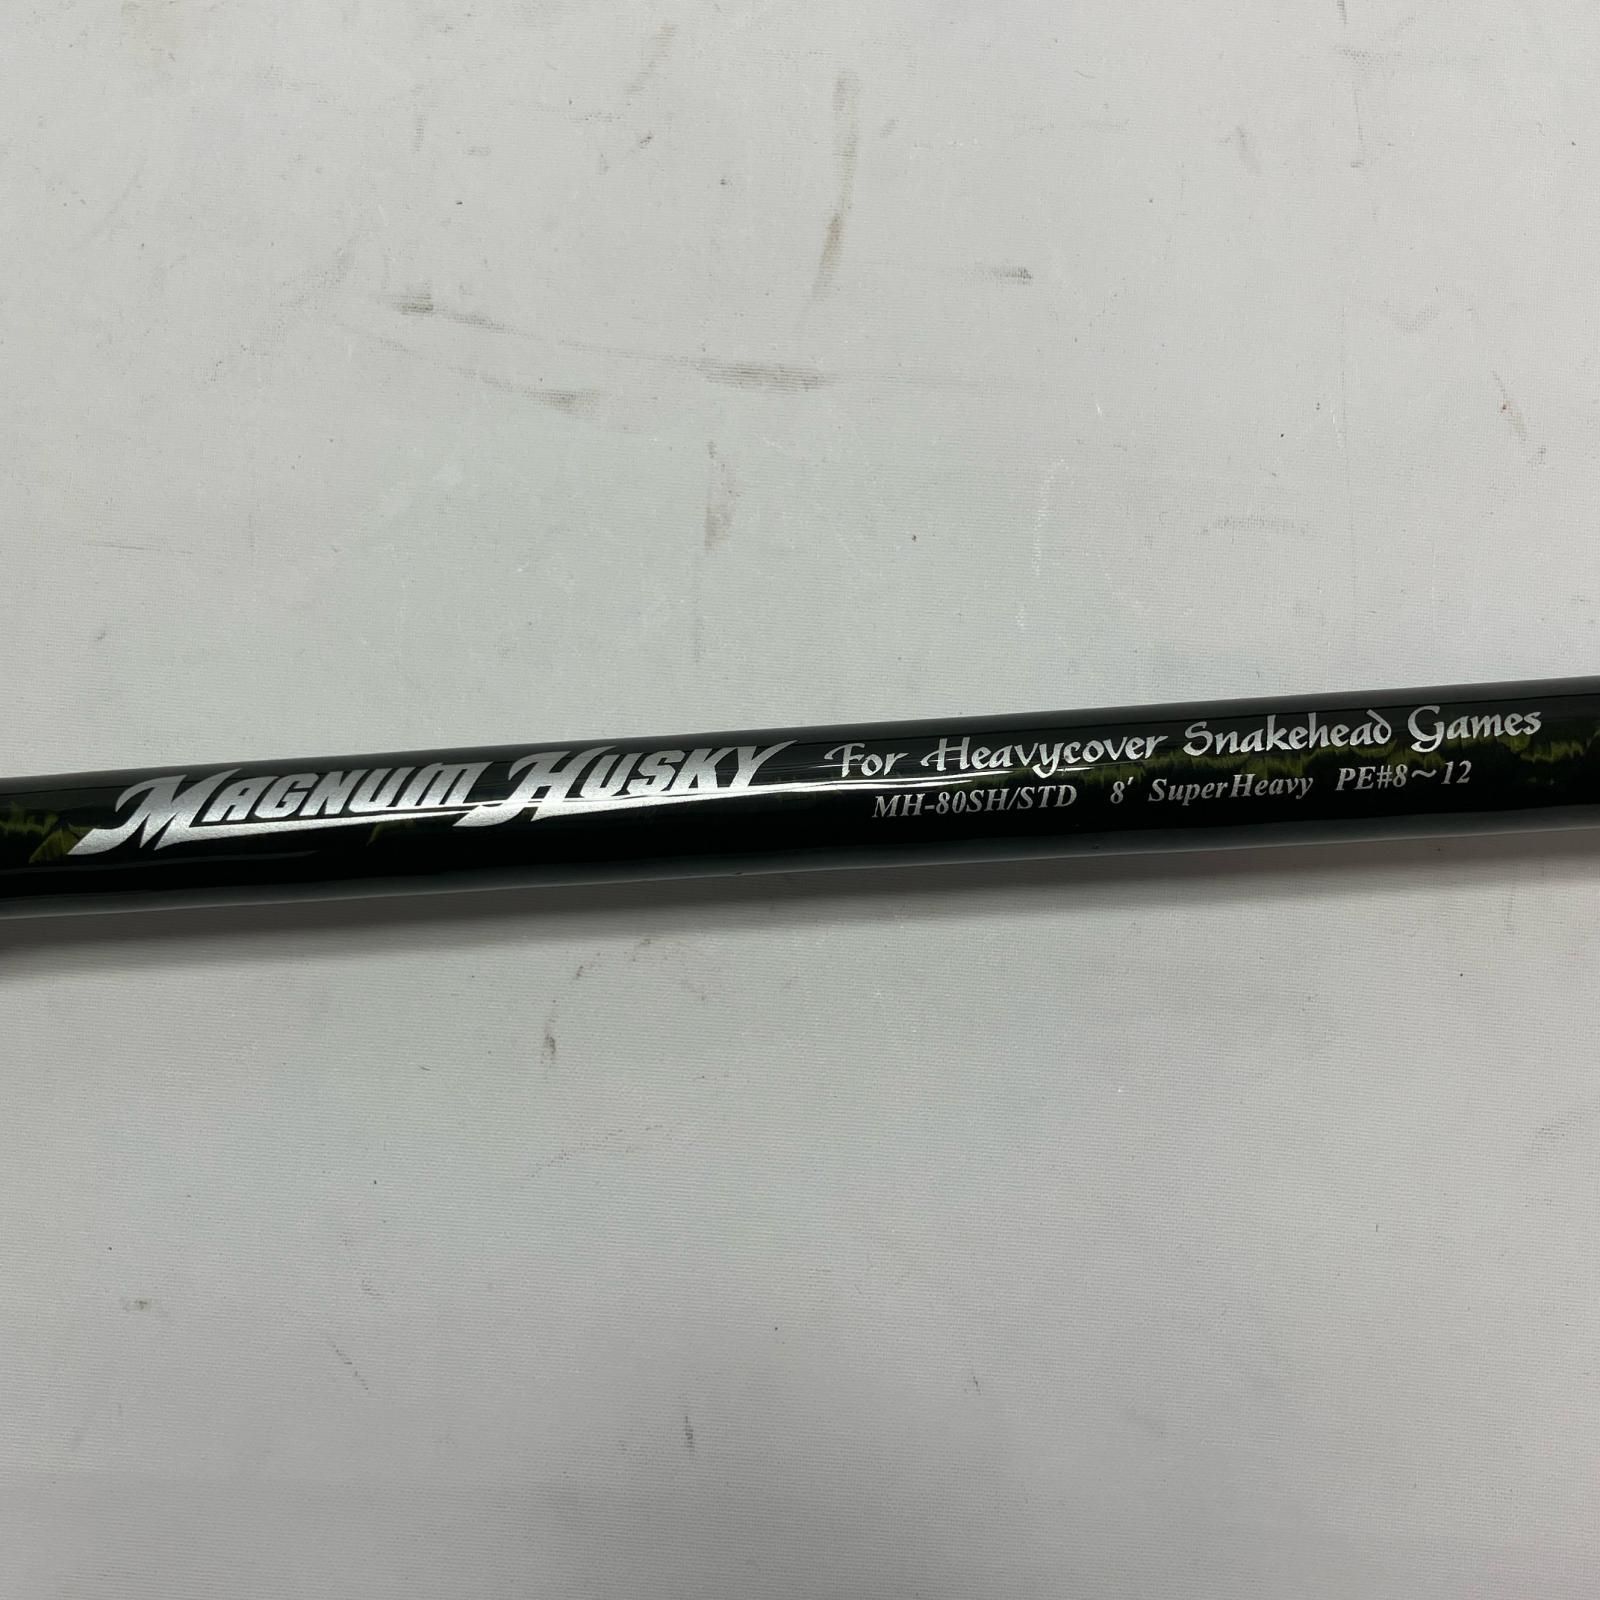 MAGNUM HUSKY For Heavycover Snakehead Games
MH-80SH/STD 8' SuperHeavy PE#8~12